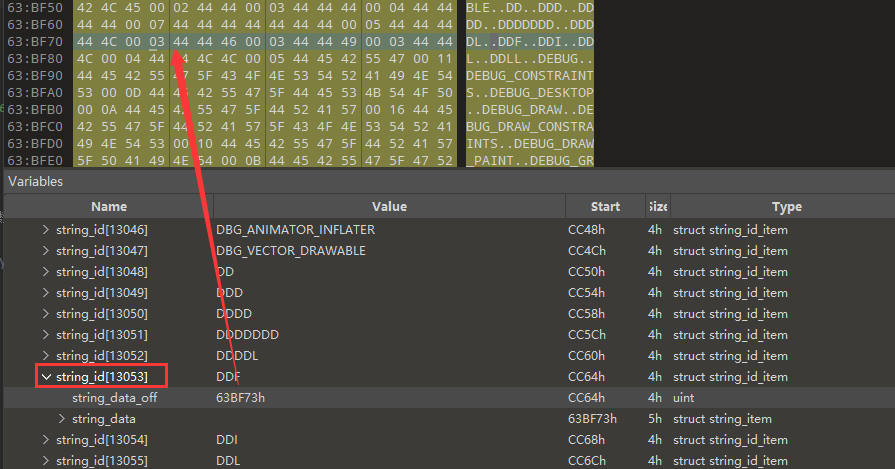 63:BF50 42 4C 45 00 02 44 44 00 03 44 44 44 00 04 44 44 BLE..DD..DDD..DD
63:BF60 44 44 00 07 44 44 44 44 44 44 44 00 05 44 44 44 DD..DDDDDDD..DDD
63:BF70 44 4C 00 03 44 44 46 00 03 44 44 49 00 03 44 44 DL...DDF..DDI..DD
63:BF80 4C 00 04 44 44 4C 4C 00 05 44 45 42 55 47 00 11 L..DDLL..DEBUG..
63:BF90 44 45 42 55 47 5F 43 4F 4E 53 54 52 41 49 4E 54 DEBUG_CONSTRAINT
63:BFA0 53 00 0D 44 45 42 55 47 5F 44 45 53 4B 54 4F 50 S..DEBUG_DESKTOP
63:BFB0 00 0A 44 45 42 55 47 5F 44 52 41 57 00 16 44 45 ..DEBUG_DRAW..DE
63:BFC0 42 55 47 5F 44 52 41 57 5F 43 4F 4E 53 54 52 41 BUG_DRAW_CONSTRA
63:BFD0 49 4E 54 53 00 10 44 45 42 55 47 5F 44 52 41 57 INTS..DEBUG_DRAW
63:BFE0 5F 50 41 49 4E 54 00 0B 44 45 42 55 47 5F 47 52 _PAINT..DEBUG_GR
Variables
Name Value Start Size Type
string_id[13046] DBG_ANIMATOR_INFLATER CC48h 4h struct string_id_item
string_id[13047] DBG_VECTOR_DRAWABLE CC4Ch 4h struct string_id_item
string_id[13048] DD CC50h 4h struct string_id_item
string_id[13049] DDD CC54h 4h struct string_id_item
string_id[13050] DDDD CC58h 4h struct string_id_item
string_id[13051] DDDDDDD CC5Ch 4h struct string_id_item
string_id[13052] DDDDL CC60h 4h struct string_id_item
string_id[13053] DDF CC64h 4h struct string_id_item
string_data_off 63BF73h CC64h 4h uint
string_data 63BF73h 5h struct string_item
string_id[13054] DDI CC68h 4h struct string_id_item
string_id[13055] DDL CC6Ch 4h struct string_id_item